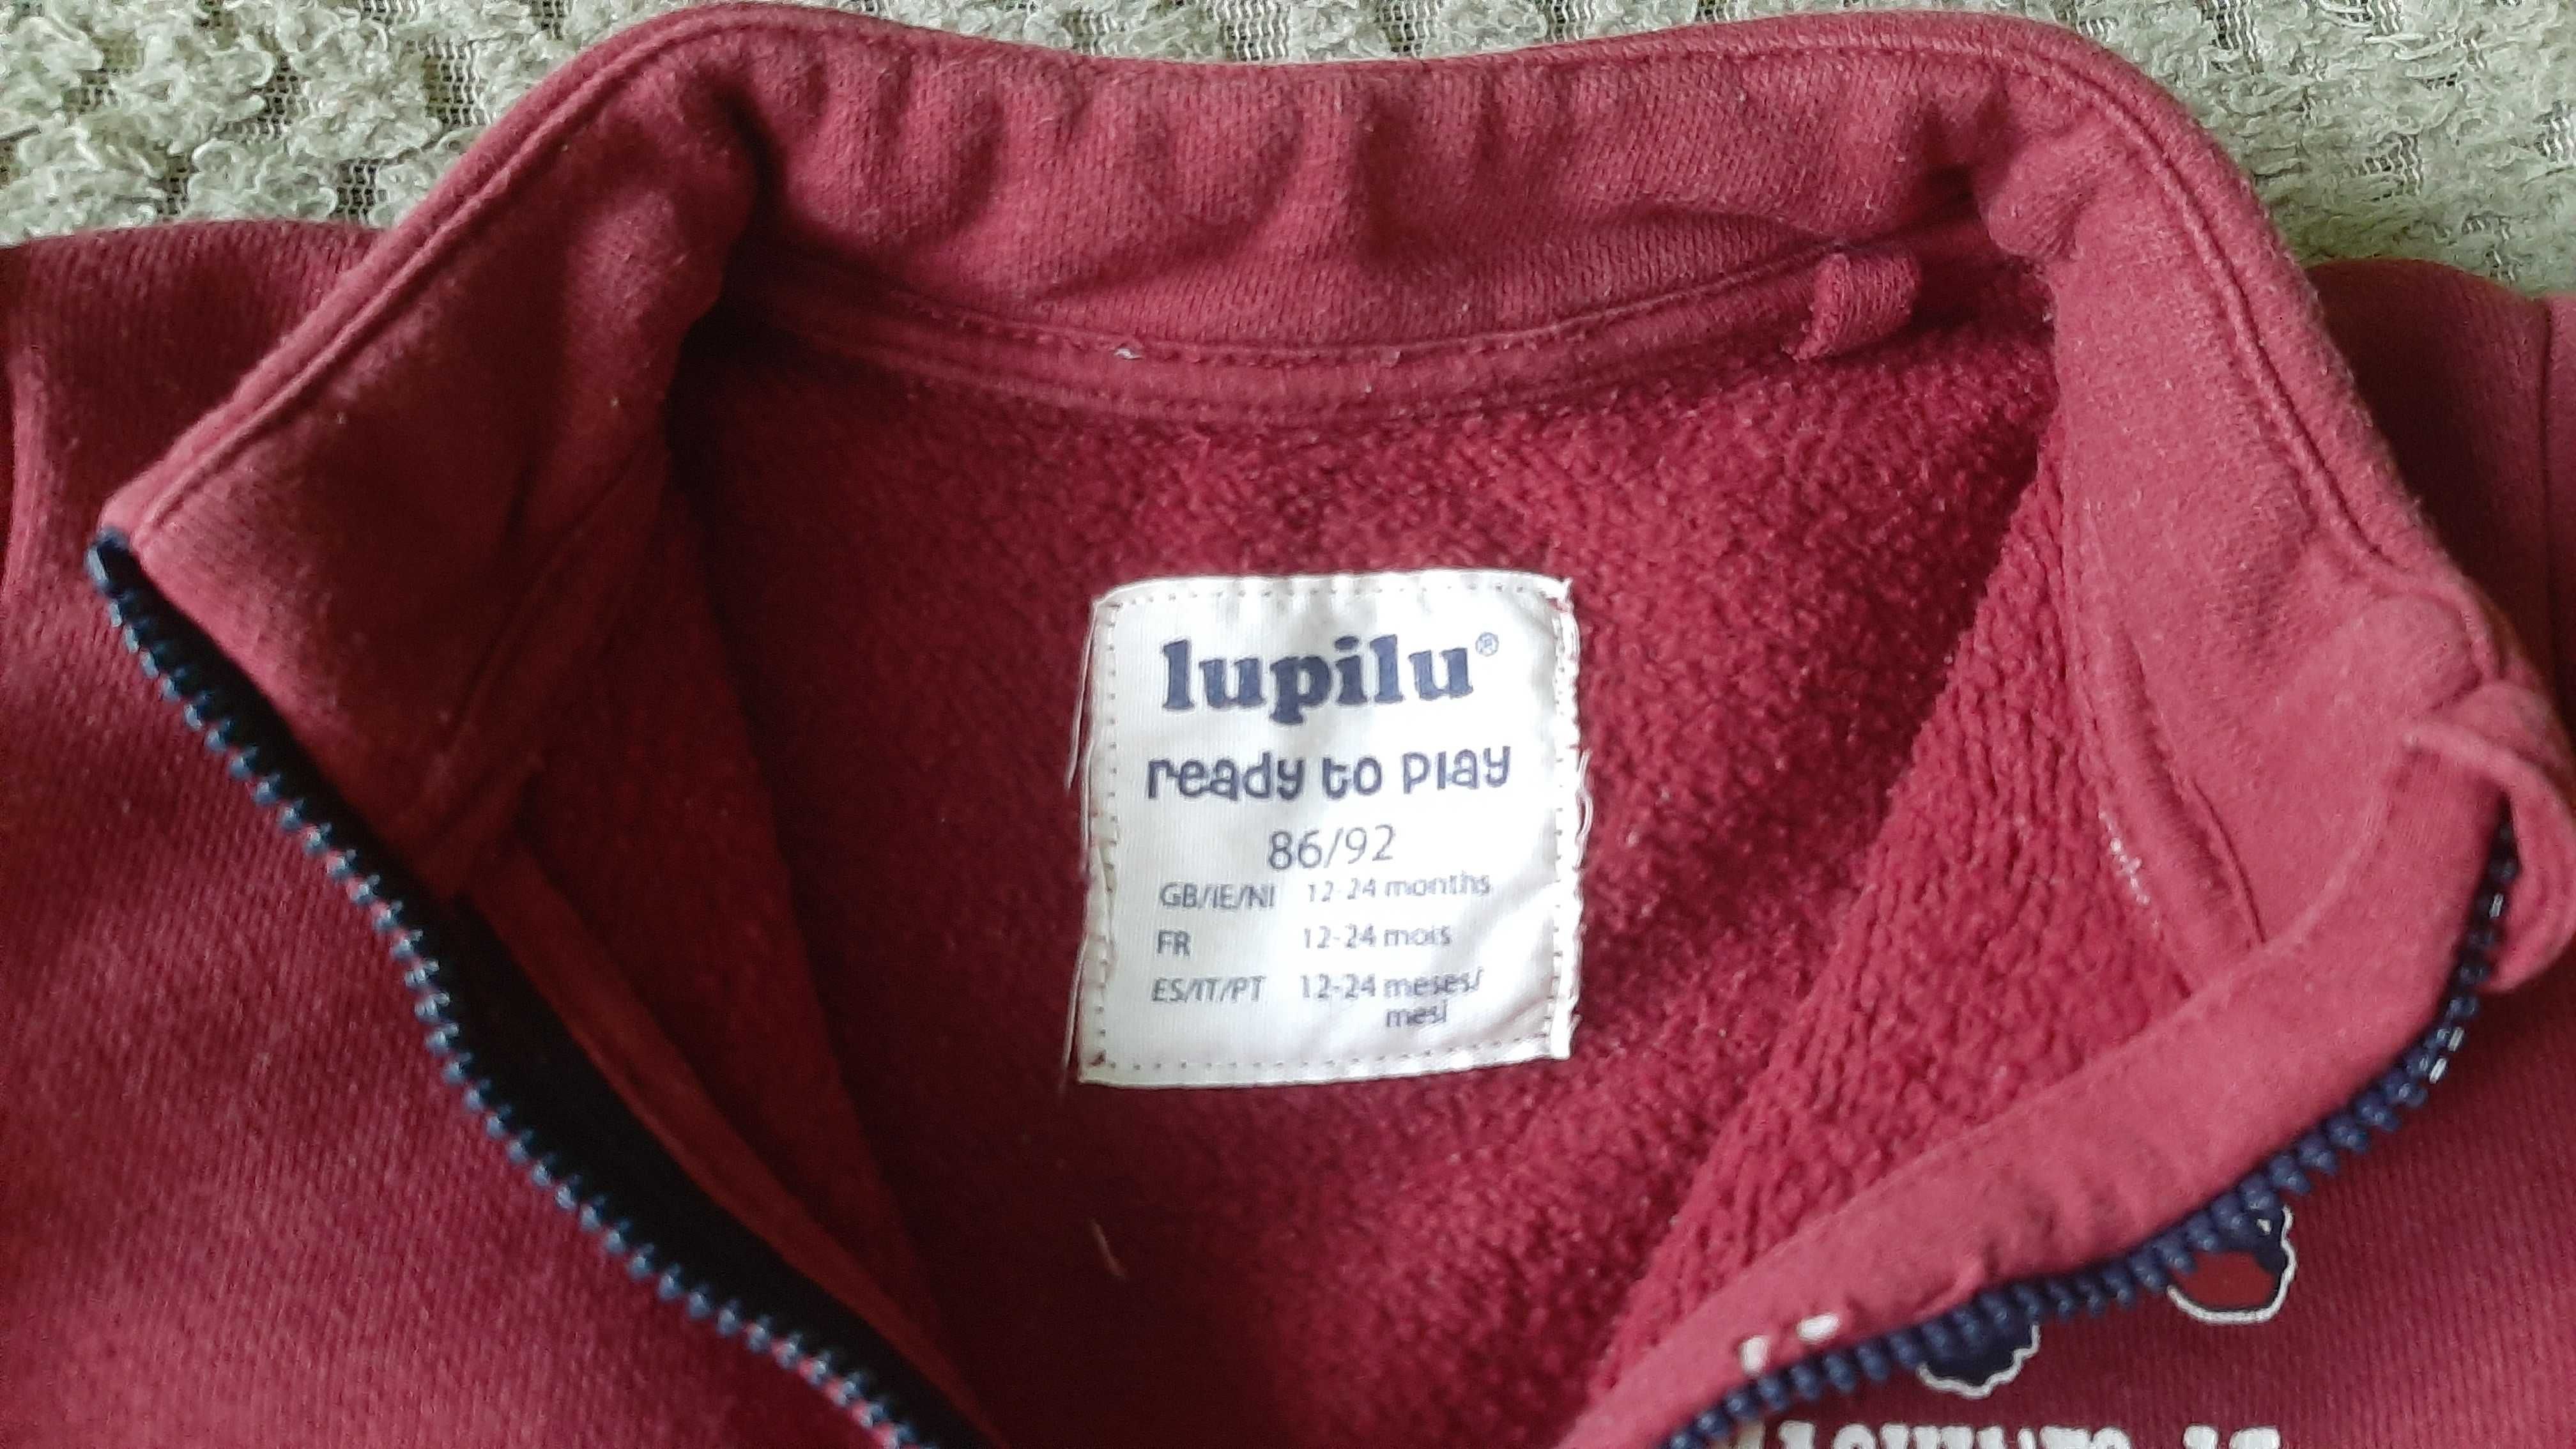 lupilu®
ready to play
86/92
GB/IE/NI 12-24 months
FR 12-24 mois
ES/IT/PT 12-24 meses/
mesi